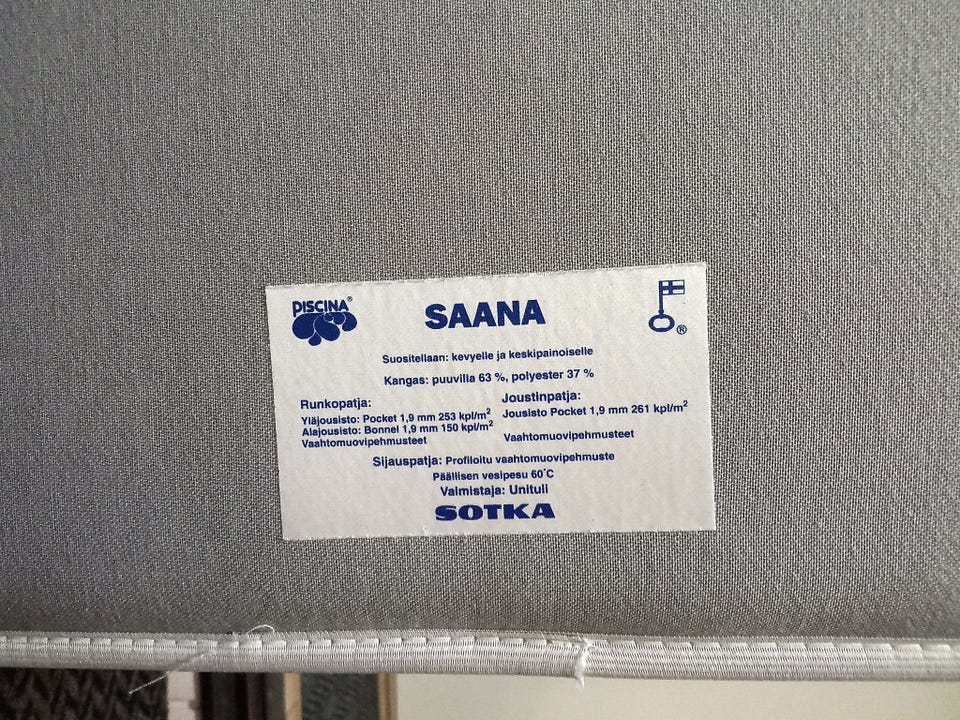 PISCINA®
SAANA
®
Suositellaan: kevyelle ja keskipainoiselle
Kangas: puuvilla 63 %, polyester 37 %
Runkopatja:
Yläjousisto: Pocket 1,9 mm 253 kpl/m²
Alajousisto: Bonnel 1,9 mm 150 kpl/m²
Vaahtomuovipehmusteet
Joustinpatja:
Jousisto Pocket 1,9 mm 261 kpl/m²
Vaahtomuovipehmusteet
Sijauspatja: Profiloitu vaahtomuovipehmuste
Päällisen vesipesu 60°C
Valmistaja: Unituli
SOTKA